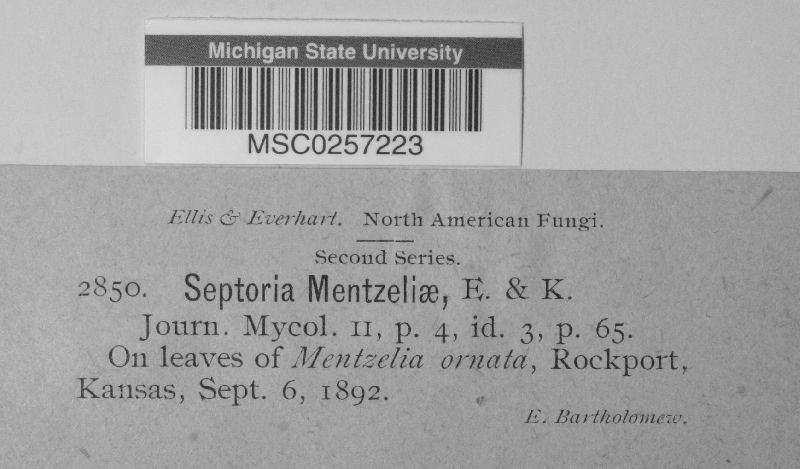 Michigan State University
MSC0257223
Ellis & Everhart. North American Fungi.
Second Series.
2850. Septoria Mentzeliæ, E. & K.
Journ. Mycol. 11, p. 4, id. 3, p. 65.
On leaves of Mentzelia ornata, Rockport,
Kansas, Sept. 6, 1892.
E. Bartholomew.